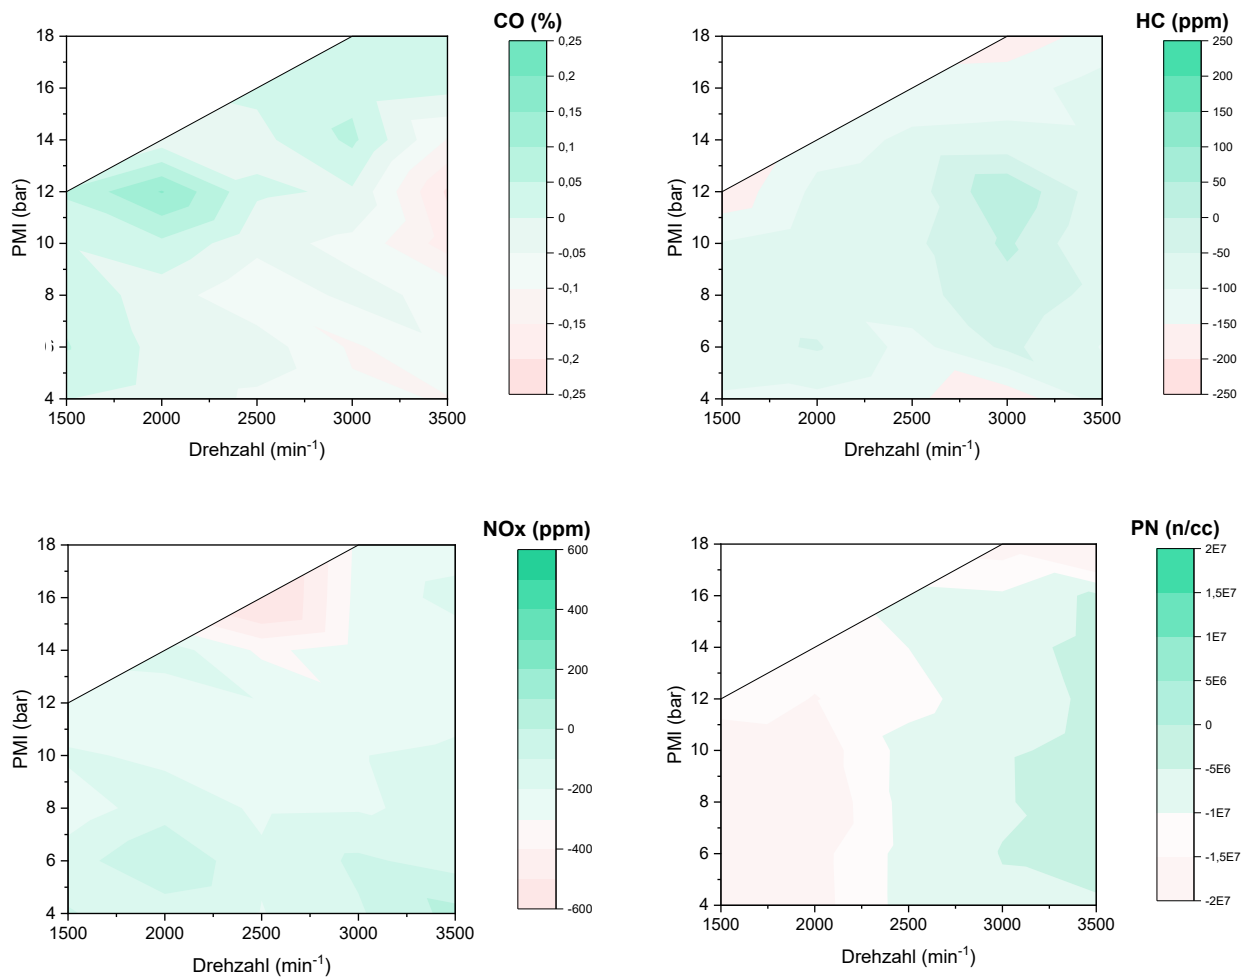 CO (%)
18
16
14
12
10
8
6
4
PMI (bar)
1500 2000 2500 3000 3500
Drehzahl (min-1)
0,25
0,2
0,15
0,1
0,05
0
-0,05
-0,1
-0,15
-0,2
-0,25
HC (ppm)
18
16
14
12
10
8
6
4
PMI (bar)
1500 2000 2500 3000 3500
Drehzahl (min-1)
250
200
150
100
50
0
-50
-100
-150
-200
-250
NOx (ppm)
18
16
14
12
10
8
6
4
PMI (bar)
1500 2000 2500 3000 3500
Drehzahl (min-1)
600
400
200
0
-200
-400
-600
PN (n/cc)
18
16
14
12
10
8
6
4
PMI (bar)
1500 2000 2500 3000 3500
Drehzahl (min-1)
2E7
1,5E7
1E7
5E6
0
-5E6
-1E7
-1,5E7
-2E7